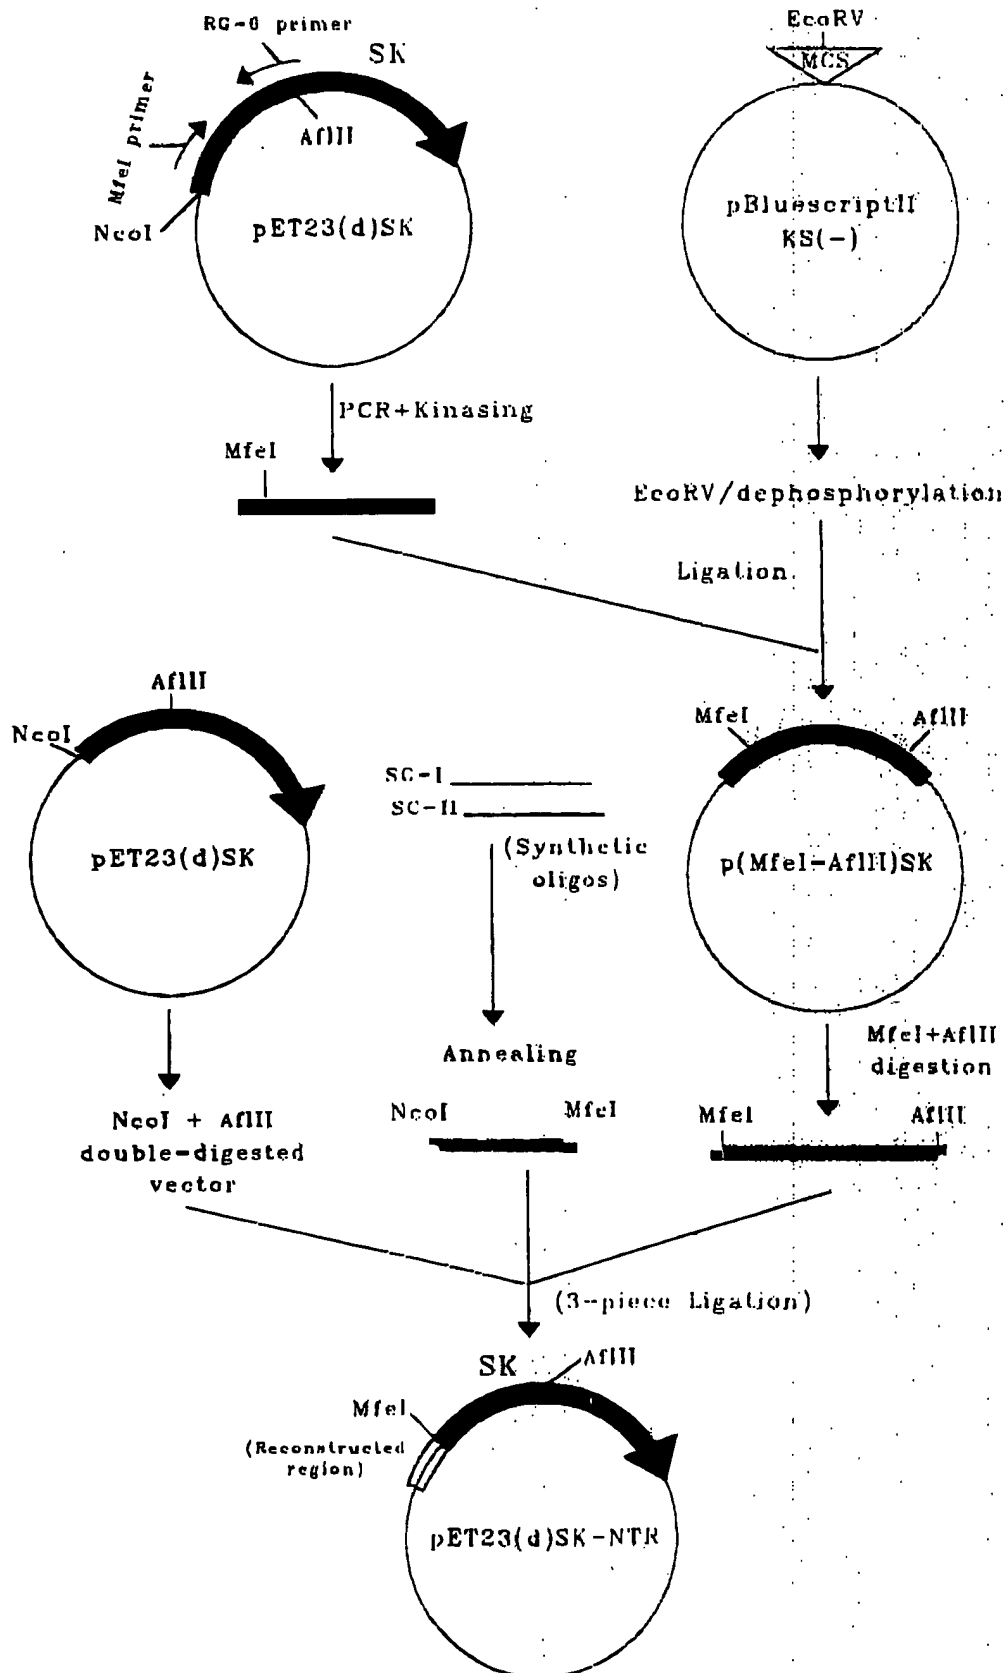 RG-6 primer
SK
MfeI primer
AflII
NcoI
pET23(d)SK
EcoRV
MCS
pBluescriptII
KS(-)
PCR+Kinasing
MfeI
EcoRV/dephosphorylation
Ligation
AflII
NcoI
pET23(d)SK
SC-I
SC-II
(Synthetic
oligos)
MfeI
AflII
p(MfeI-AflII)SK
Annealing
MfeI+AflII
digestion
NcoI + AflII
double-digested
vector
NcoI
MfeI
MfeI
AflII
(3-piece Ligation)
SK
AflII
MfeI
(Reconstructed
region)
pET23(d)SK-NTR